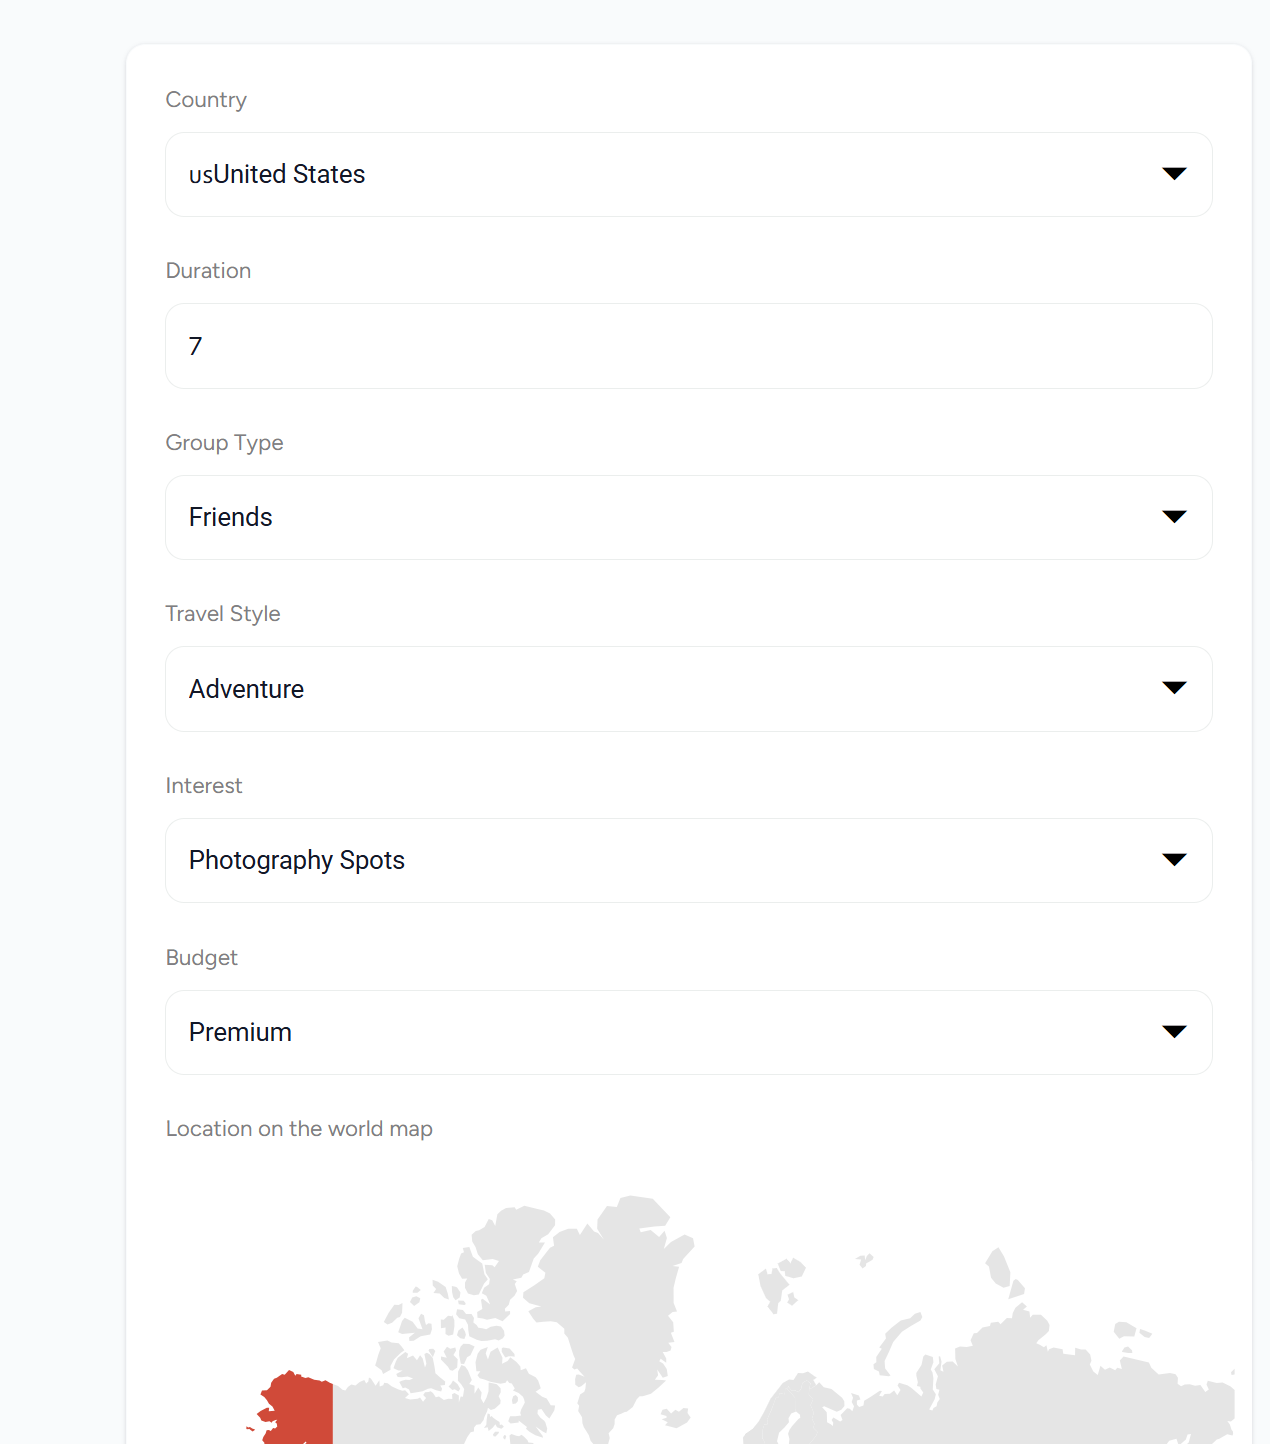 Country
usUnited States
Duration
7
Group Type
Friends
Travel Style
Adventure
Interest
Photography Spots
Budget
Premium
Location on the world map